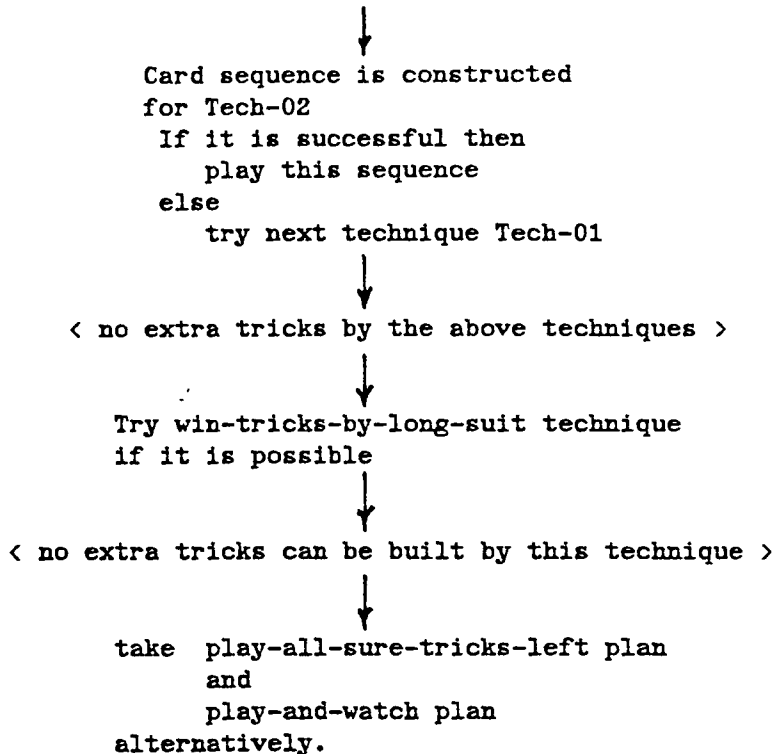 Card sequence is constructed
for Tech-02
If it is successful then
play this sequence
else
try next technique Tech-01
< no extra tricks by the above techniques >
Try win-tricks-by-long-suit technique
if it is possible
< no extra tricks can be built by this technique >
take play-all-sure-tricks-left plan
and
play-and-watch plan
alternatively.